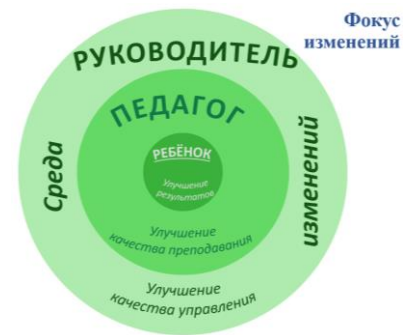 Фокус
изменений
РУКОВОДИТЕЛЬ
ПЕДАГОГ
РЕБЁНОК
Улучшение
результатов
Среда
изменений
Улучшение
качества преподавания
Улучшение
качества управления